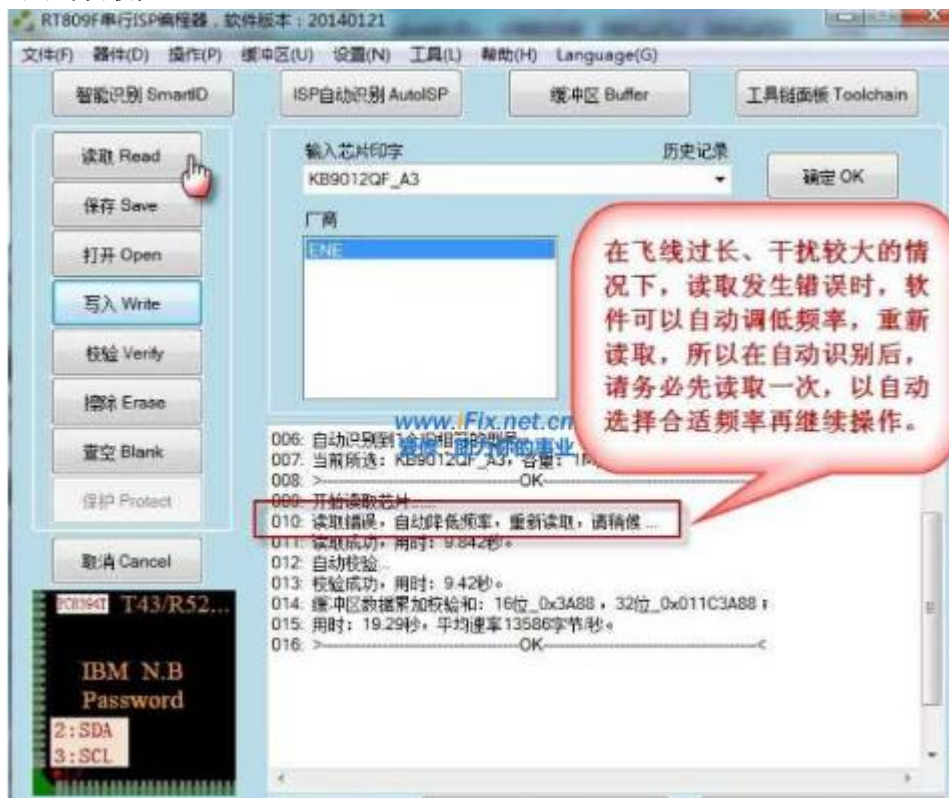 RT809F串行ISP编程器，软件版本：20140121
文件(F) 器件(D) 操作(P) 缓冲区(U) 设置(N) 工具(L) 帮助(H) Language(G)
智能识别 SmartID
ISP自动识别 AutoISP
缓冲区 Buffer
工具链面板 Toolchain
读取 Read
保存 Save
打开 Open
写入 Write
校验 Verify
擦除 Erase
查空 Blank
保护 Protect
取消 Cancel
输入芯片印字
历史记录
KB9012QF_A3
确定 OK
厂商
ENE
在飞线过长、干扰较大的情
况下，读取发生错误时，软
件可以自动调低频率，重新
读取，所以在自动识别后，
请务必先读取一次，以自动
选择合适频率再继续操作。
www.iFix.net.cn
006: 自动识别到
007: 当前所选：KB9012QF_A3，容量：1M
008: >----------OK----------
009: 开始读取芯片......
010: 读取错误，自动降低频率，重新读取，请稍候 ...
011: 读取成功，用时：9.842秒。
012: 自动校验...
013: 校验成功，用时：9.42秒。
014: 缓冲区数据累加校验和：16位_0x3A88，32位_0x011C3A88；
015: 用时：19.29秒，平均速率13586字节/秒。
016: >----------OK----------<
T43/R52...
IBM N.B
Password
2:SDA
3:SCL